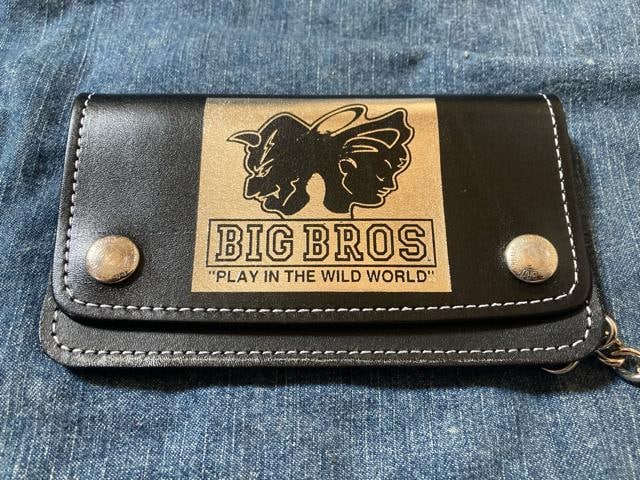 BIG BROS.
"PLAY IN THE WILD WORLD"